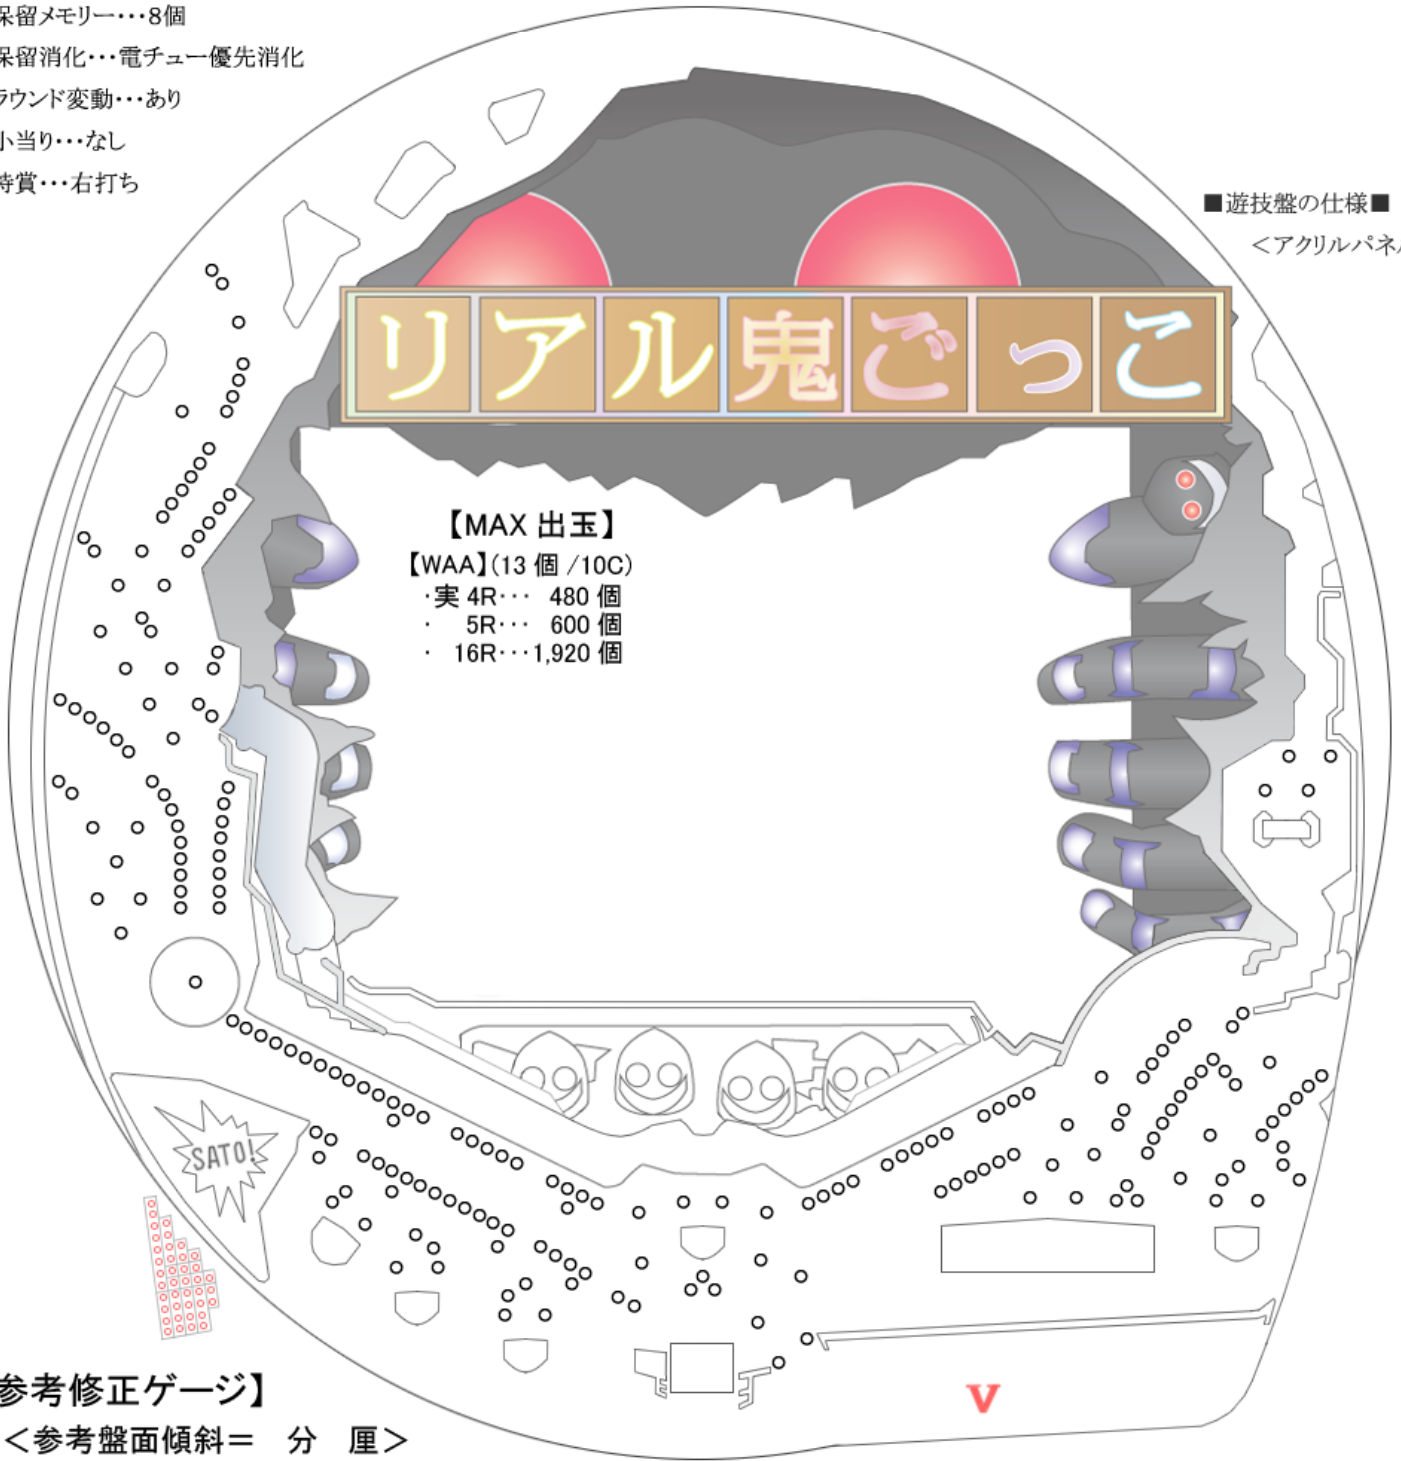 保留メモリー・・・8個
保留消化・・・電チュー優先消化
ラウンド変動・・・あり
小当り・・・なし
特賞・・・右打ち
■遊技盤の仕様■
＜アクリルパネル
リアル鬼ごっこ
【MAX 出玉】
【WAA】(13 個 /10C)
・実 4R・・・ 480 個
・ 5R・・・ 600 個
・ 16R・・・1,920 個
SATO!
V
参考修正ゲージ】
＜参考盤面傾斜＝ 分 厘＞